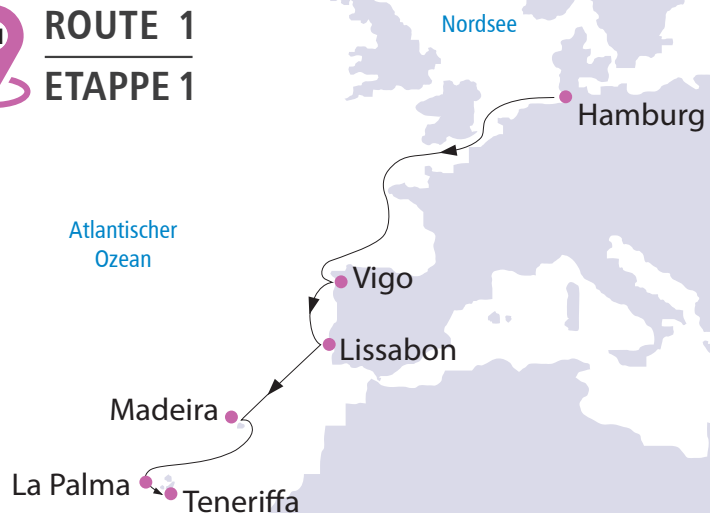 ROUTE 1
ETAPPE 1
Nordsee
Hamburg
Atlantischer
Ozean
Vigo
Lissabon
Madeira
La Palma
Teneriffa